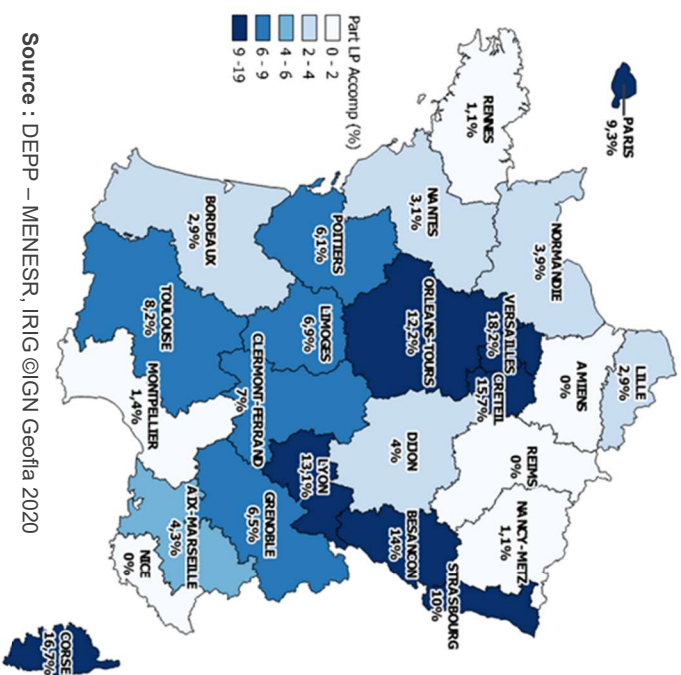 PARIS
9,3%
LILLE
2,9%
AMIENS
0%
NORMANDIE
3,9%
REIMS
0%
NANCY-METZ
1,1%
VERSAILLES
18,2%
CRETEIL
15,7%
STRASBOURG
10%
RENNES
1,1%
NANTES
3,1%
ORLEANS-TOURS
12,2%
DIJON
4%
BESANCON
14%
POITIERS
6,1%
LIMOGES
6,9%
CLERMONT-FERRAND
7%
LYON
13,1%
GRENOBLE
6,5%
BORDEAUX
2,9%
TOULOUSE
8,2%
MONTPELLIER
1,4%
AIX-MARSEILLE
4,3%
NICE
0%
CORSE
16,7%
Part LP Accomp (%)
0 - 2
2 - 4
4 - 6
6 - 9
9 -19
Source : DEPP – MENESR, IRIG ©IGN Geofla 2020